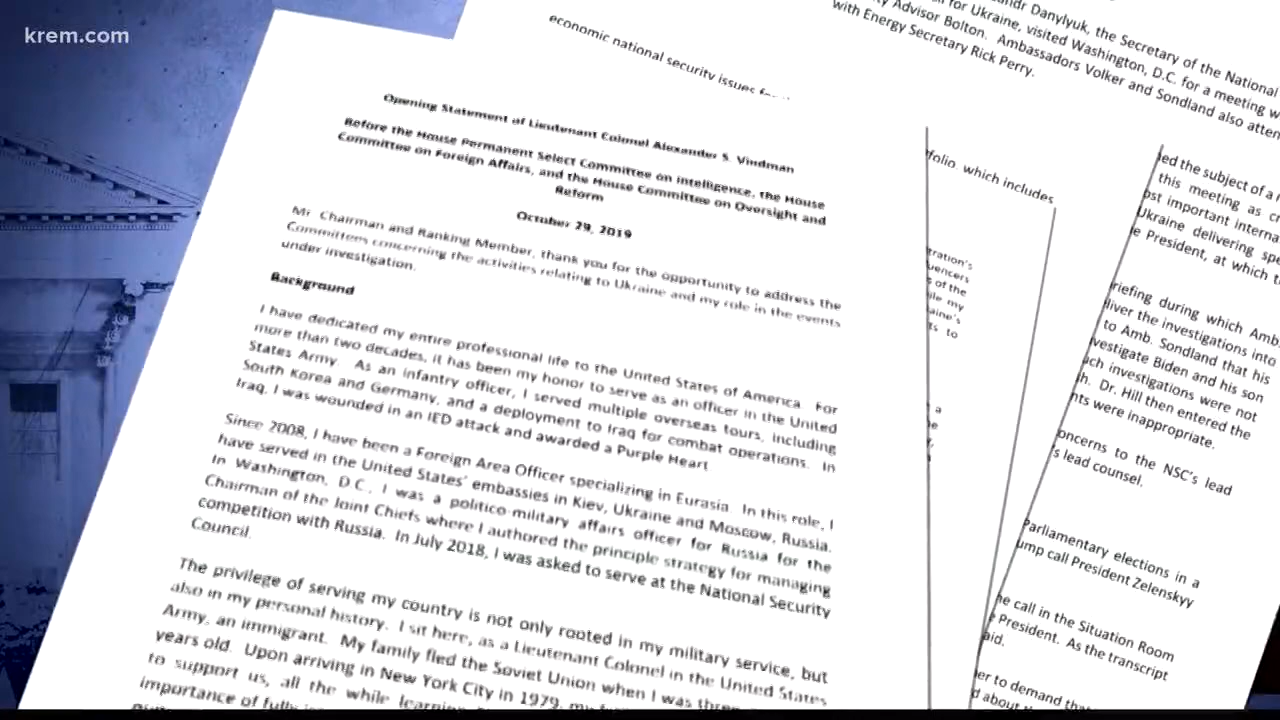 krem.com
economic national security issues
Opening Statement of Lieutenant Colonel Alexander S. Vindman
Before the House Permanent Select Committee on Intelligence, the House
Committee on Foreign Affairs, and the House Committee on Oversight and
Reform
October 29, 2019
Mr. Chairman and Ranking Member, thank you for the opportunity to address the
Committees concerning the activities relating to Ukraine and my role in the events
under investigation.
Background
I have dedicated my entire professional life to the United States of America. For
more than two decades, it has been my honor to serve as an officer in the United
States Army. As an infantry officer, I served multiple overseas tours, including
South Korea and Germany, and a deployment to Iraq for combat operations. In
Iraq, I was wounded in an IED attack and awarded a Purple Heart.
Since 2008, I have been a Foreign Area Officer specializing in Eurasia. In this role, I
have served in the United States' embassies in Kiev, Ukraine and Moscow, Russia.
In Washington, D.C., I was a politico-military affairs officer for Russia for the
Chairman of the Joint Chiefs where I authored the principle strategy for managing
competition with Russia. In July 2018, I was asked to serve at the National Security
Council.
The privilege of serving my country is not only rooted in my military service, but
also in my personal history. I sit here, as a Lieutenant Colonel in the United States
Army, an immigrant. My family fled the Soviet Union when I was three
years old. Upon arriving in New York City in 1979, my
to support us, all the while learning
importance of fully
Danylyuk, the Secretary of the National
for Ukraine, visited Washington, D.C. for a meeting
Advisor Bolton. Ambassadors Volker and Sondland also
with Energy Secretary Rick Perry.
folio which includes
of the
my
to
a
led the subject of a
this meeting as
important
Ukraine delivering
President, at which
during which Amb.
the investigations into
to Amb. Sondland that his
Biden and his son
investigations were not
Dr. Hill then entered the
were inappropriate.
concerns to the NSC's lead
lead counsel.
Parliamentary elections in a
call President Zelenskyy
call in the Situation Room
President. As the transcript
to demand
about